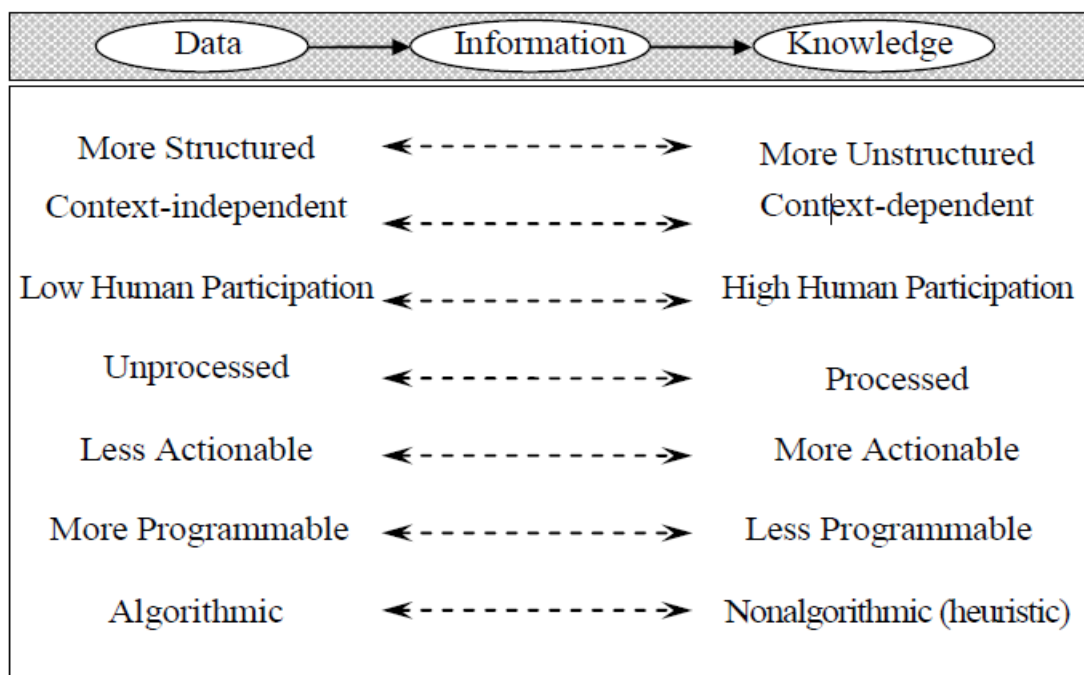 Data Information Knowledge
More Structured More Unstructured
Context-independent Context-dependent
Low Human Participation High Human Participation
Unprocessed Processed
Less Actionable More Actionable
More Programmable Less Programmable
Algorithmic Nonalgorithmic (heuristic)